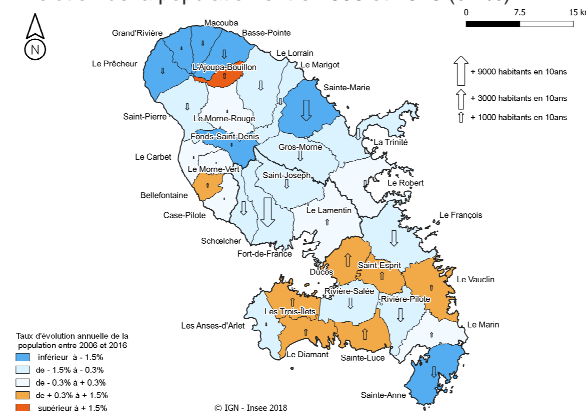 15 km
0 7.5
N
Macouba
Grand'Rivière
Basse-Pointe
Le Lorrain
Le Prêcheur
L'Ajoupa-Bouillon
Le Marigot
+ 9000 habitants en 10ans
Sainte-Marie
+ 3000 habitants en 10ans
Saint-Pierre
Le Morne-Rouge
+ 1000 habitants en 10ans
Fonds-Saint-Denis
La Trinité
Gros-Morne
Le Carbet
Le Morne-Vert
Saint-Joseph
Le Robert
Bellefontaine
Case-Pilote
Le Lamentin
Le François
Schœlcher
Fort-de-France
Ducos
Saint Esprit
Le Vauclin
Rivière-Salée
Rivière-Pilote
Les Trois-Îlets
Les Anses-d'Arlet
Le Marin
Taux d'évolution annuelle de la
population entre 2006 et 2016
inférieur à - 1.5%
Le Diamant
Sainte-Luce
de - 1.5% à - 0.3%
de - 0.3% à + 0.3%
de + 0.3% à + 1.5%
Sainte-Anne
supérieur à + 1.5%
© IGN - Insee 2018